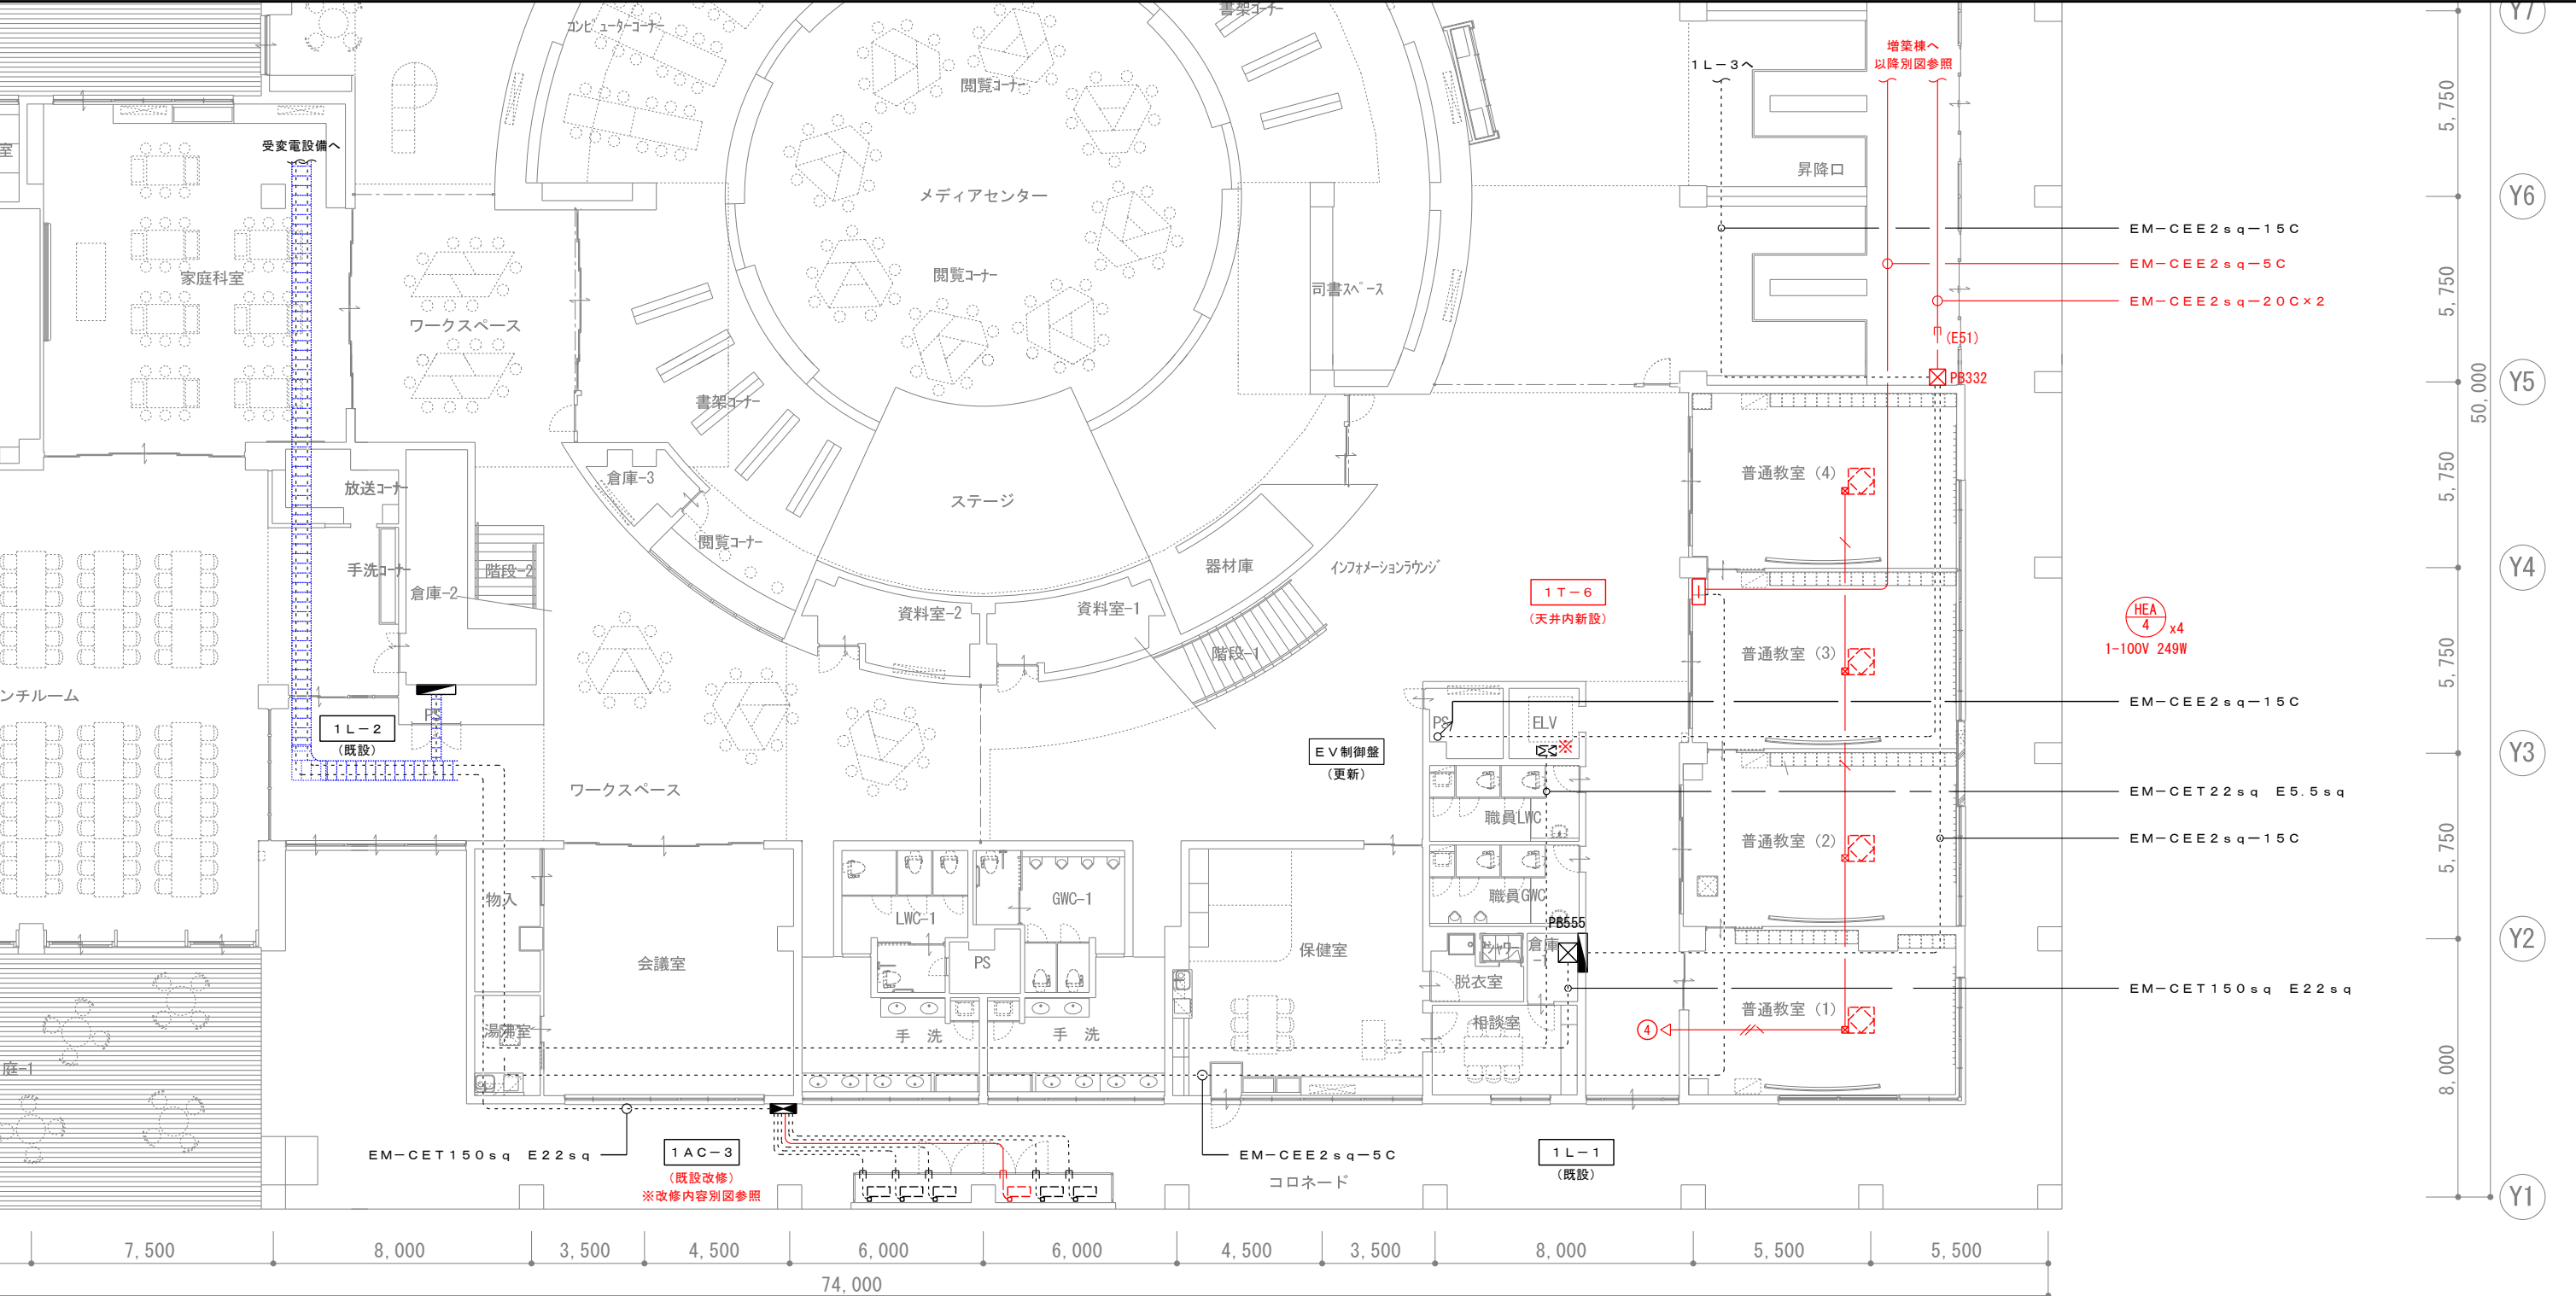 Y7
コンピューターコーナー
書架コーナー
増築棟へ
以降別図参照
1L-3へ
5,750
閲覧コーナー
室
受変電設備へ
昇降口
メディアセンター
Y6
EM-CEE2sq-15C
EM-CEE2sq-5C
家庭科室
閲覧コーナー
司書スペース
5,750
EM-CEE2sq-20C×2
ワークスペース
(E51)
PB332
Y5
50,000
書架コーナー
普通教室 (4)
倉庫-3
5,750
放送コーナー
ステージ
閲覧コーナー
器材庫
インフォメーションラウンジ
手洗コーナー
階段-2
Y4
倉庫-2
1T-6
(天井内新設)
資料室-2
資料室-1
HEA
4
x4
1-100V 249W
階段-1
普通教室 (3)
5,750
ンチルーム
EM-CEE2sq-15C
PS
1L-2
(既設)
PS
ELV
※
EV制御盤
(更新)
Y3
ワークスペース
EM-CET22sq E5.5sq
職員LWC
普通教室 (2)
EM-CEE2sq-15C
5,750
物入
LWC-1
GWC-1
職員GWC
PB555
Y2
会議室
PS
保健室
シャワー
倉庫
-1
脱衣室
EM-CET150sq E22sq
普通教室 (1)
湯沸室
手 洗
手 洗
相談室
4
庭-1
8,000
EM-CET150sq E22sq
1AC-3
(既設改修)
※改修内容別図参照
EM-CEE2sq-5C
コロネード
1L-1
(既設)
Y1
7,500
8,000
3,500
4,500
6,000
6,000
4,500
3,500
8,000
5,500
5,500
74,000